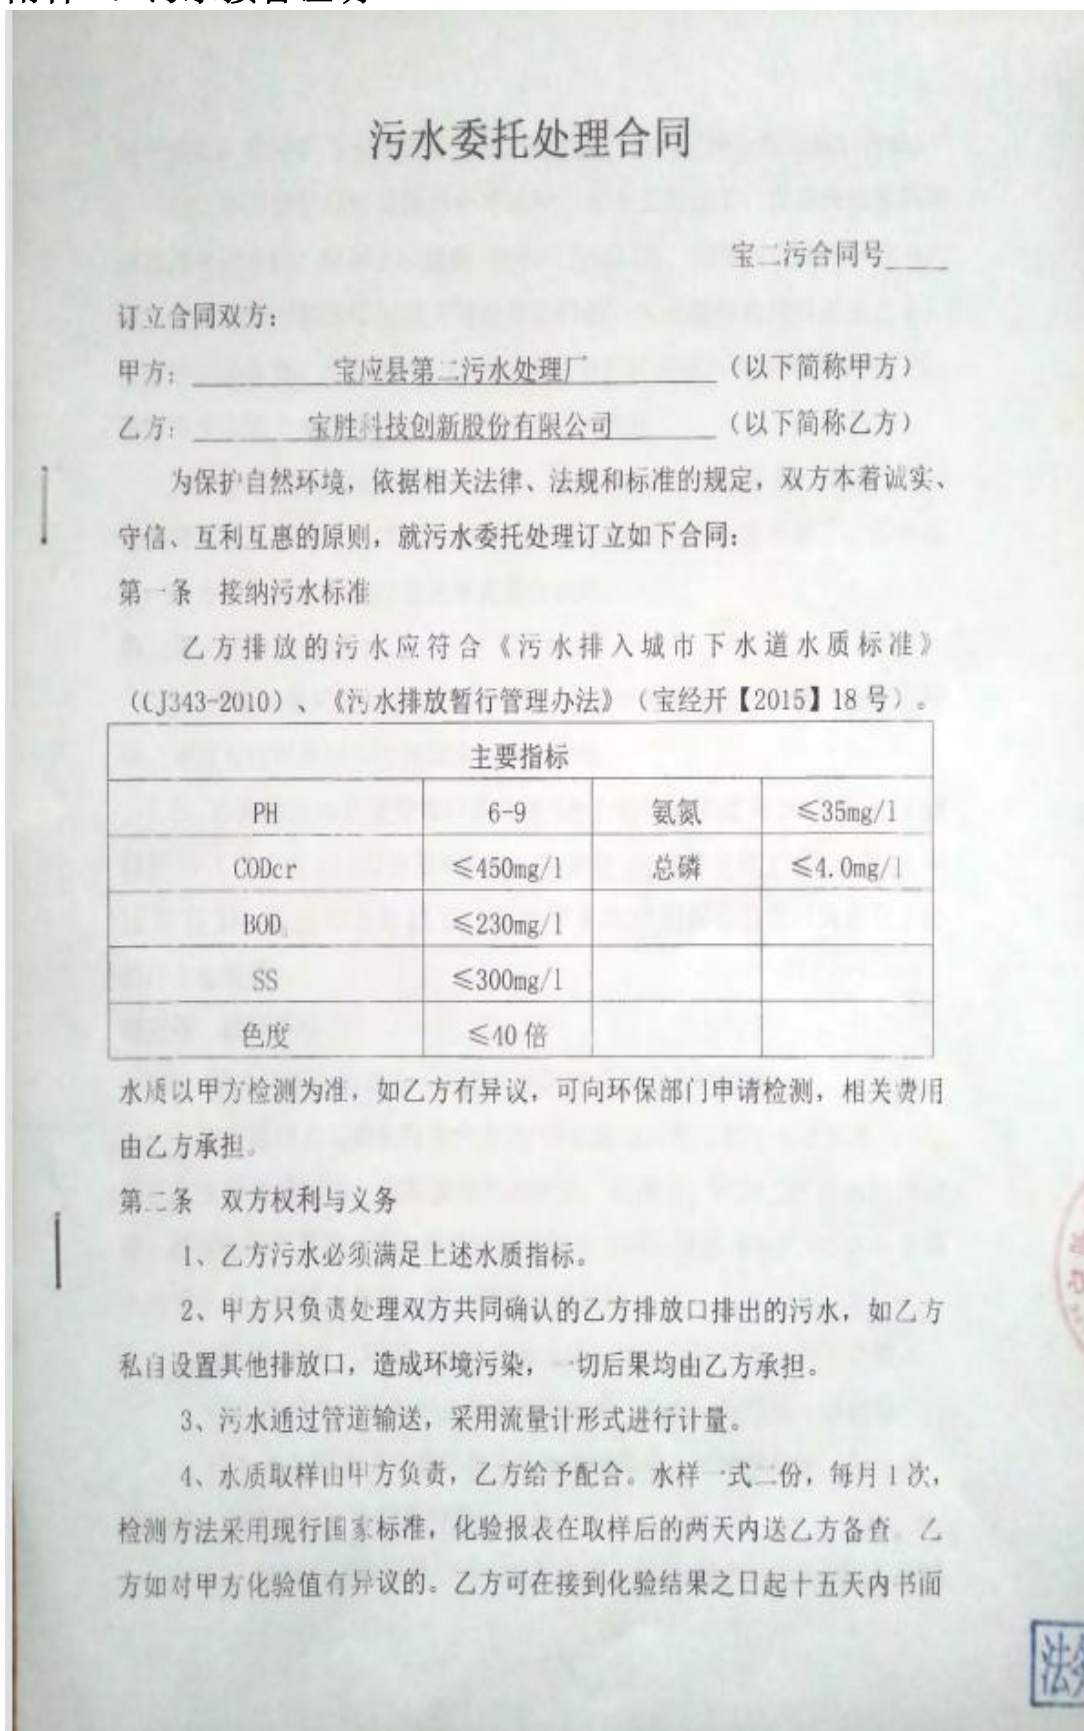 污水委托处理合同
宝二污合同号____
订立合同双方：
甲方：宝应县第二污水处理厂（以下简称甲方）
乙方：宝胜科技创新股份有限公司（以下简称乙方）
为保护自然环境，依据相关法律、法规和标准的规定，双方本着诚实、
守信、互利互惠的原则，就污水委托处理订立如下合同：
第一条 接纳污水标准
乙方排放的污水应符合《污水排入城市下水道水质标准》
（CJ343-2010）、《污水排放暂行管理办法》（宝经开【2015】18号）。
主要指标
PH 6-9 氨氮 ≤35mg/l
CODcr ≤450mg/l 总磷 ≤4.0mg/l
BOD ≤230mg/l
SS ≤300mg/l
色度 ≤40倍
水质以甲方检测为准，如乙方有异议，可向环保部门申请检测，相关费用
由乙方承担。
第二条 双方权利与义务
1、乙方污水必须满足上述水质指标。
2、甲方只负责处理双方共同确认的乙方排放口排出的污水，如乙方
私自设置其他排放口，造成环境污染，一切后果均由乙方承担。
3、污水通过管道输送，采用流量计形式进行计量。
4、水质取样由甲方负责，乙方给予配合。水样一式二份，每月1次，
检测方法采用现行国家标准，化验报表在取样后的两天内送乙方备查。乙
方如对甲方化验值有异议的。乙方可在接到化验结果之日起十五天内书面
法